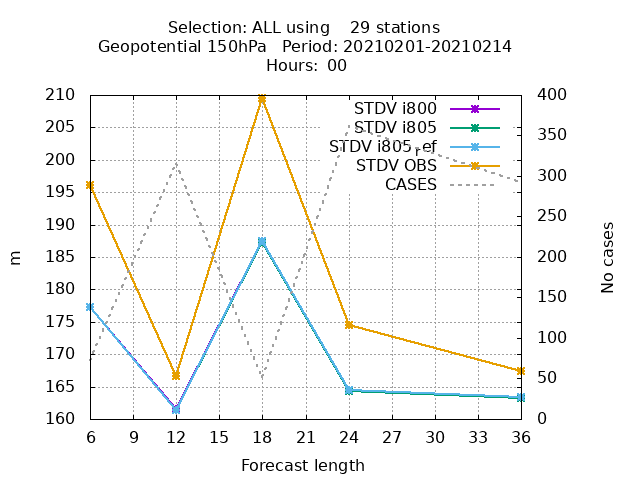 Selection: ALL using    29 stations
Geopotential 150hPa   Period: 20210201-20210214
Hours: 00
STDV i800
STDV i805
STDV i805ref
STDV OBS
CASES
210
205
200
195
190
185
180
175
170
165
160
400
350
300
250
200
150
100
50
0
m
No cases
6 9 12 15 18 21 24 27 30 33 36
Forecast length